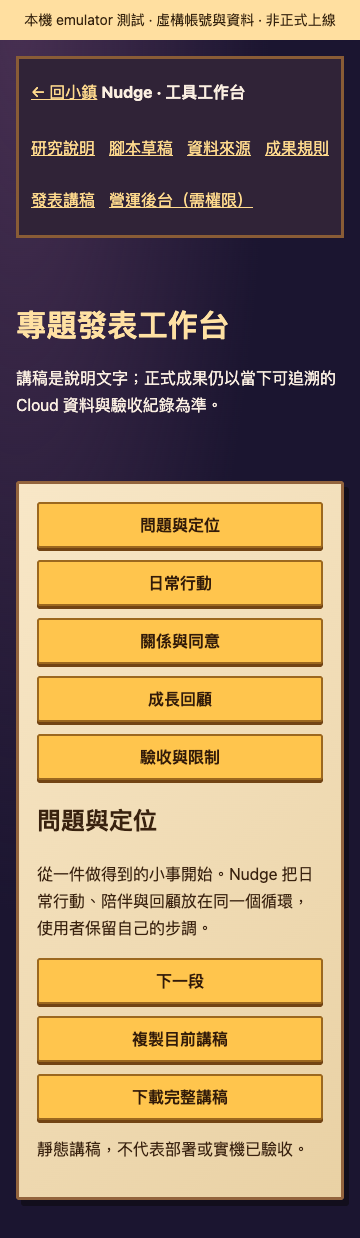 本機 emulator 測試 · 虛構帳號與資料 · 非正式上線
← 回小鎮 Nudge · 工具工作台
研究說明 腳本草稿 資料來源 成果規則
發表講稿 營運後台（需權限）
專題發表工作台
講稿是說明文字；正式成果仍以當下可追溯的
Cloud 資料與驗收紀錄為準。
問題與定位
日常行動
關係與同意
成長回顧
驗收與限制
問題與定位
從一件做得到的小事開始。Nudge 把日
常行動、陪伴與回顧放在同一個循環，
使用者保留自己的步調。
下一段
複製目前講稿
下載完整講稿
靜態講稿，不代表部署或實機已驗收。